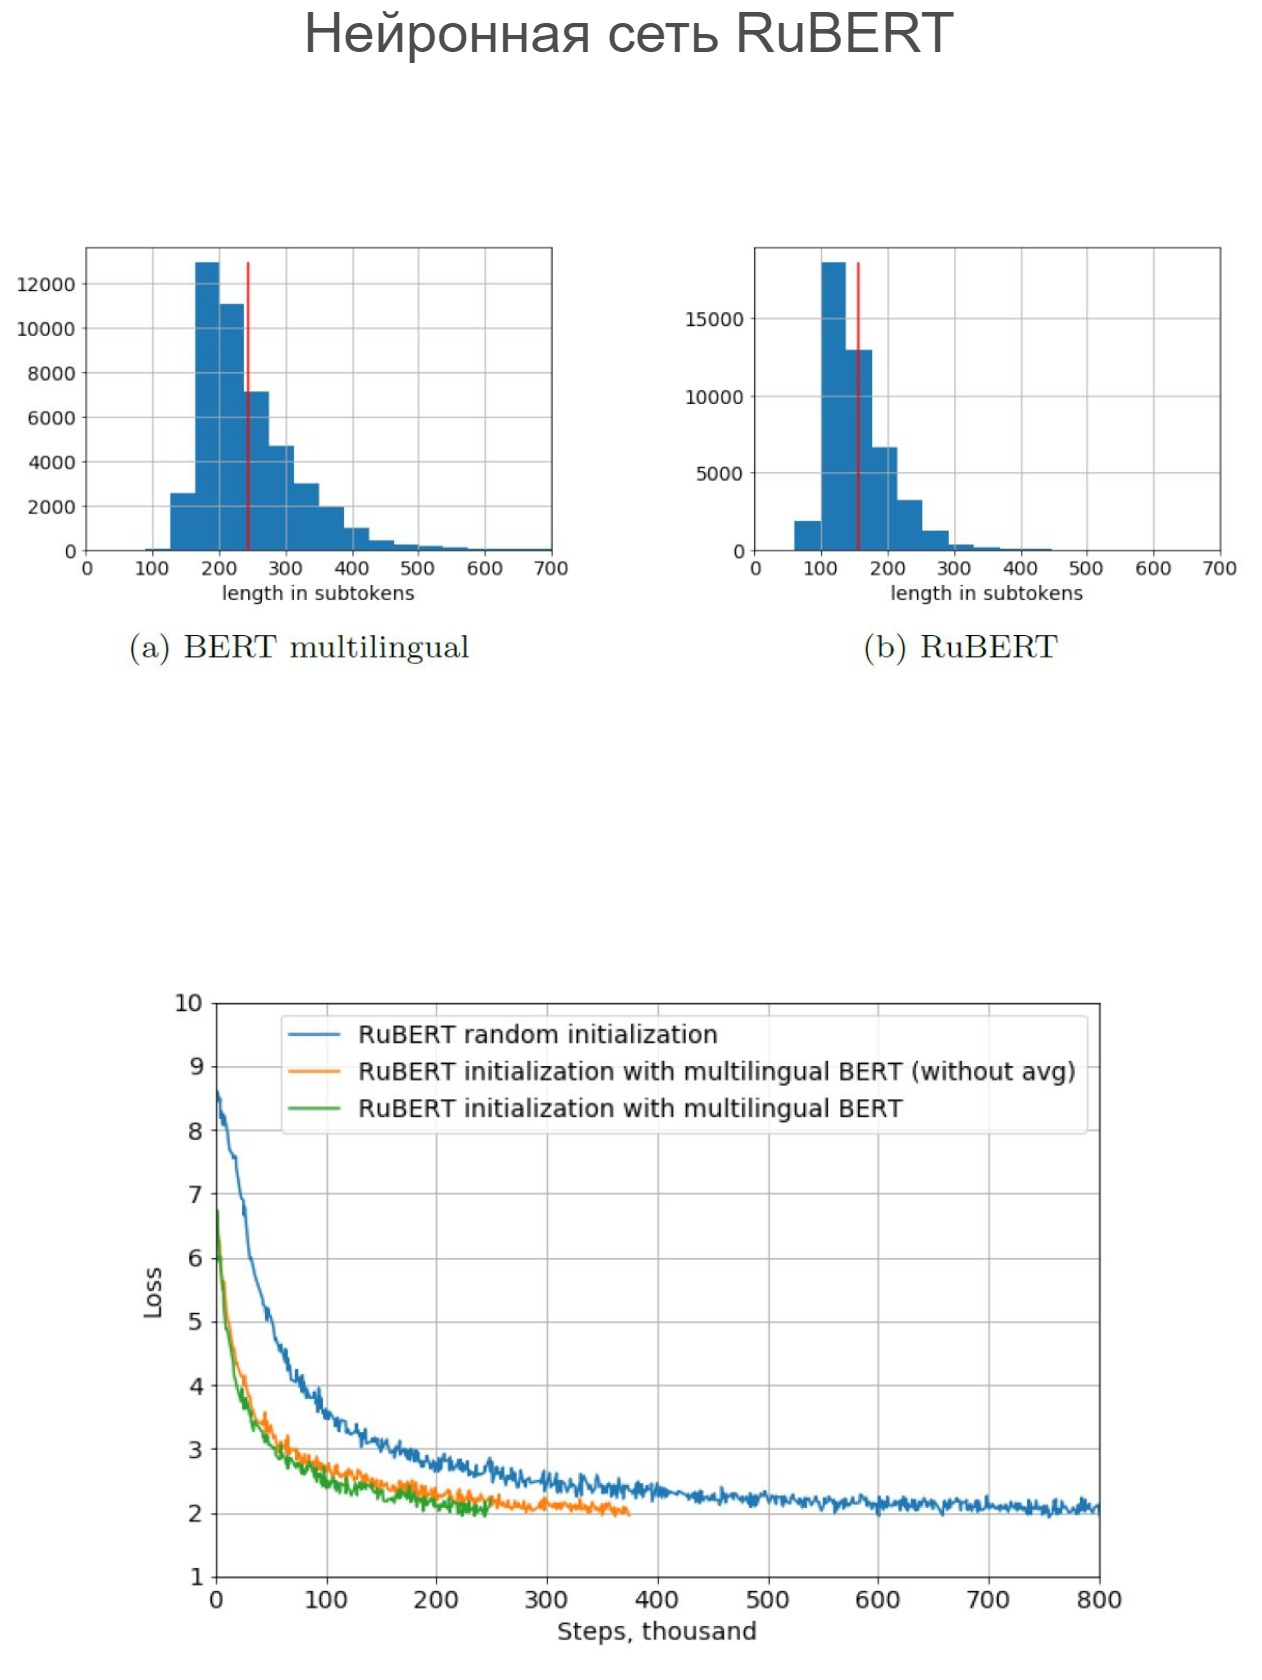 Нейронная сеть RuBERT
12000
10000
8000
6000
4000
2000
0
0 100 200 300 400 500 600 700
length in subtokens
(a) BERT multilingual
15000
10000
5000
0
0 100 200 300 400 500 600 700
length in subtokens
(b) RuBERT
10
9
8
7
6
5
4
3
2
1
Loss
RuBERT random initialization
RuBERT initialization with multilingual BERT (without avg)
RuBERT initialization with multilingual BERT
0 100 200 300 400 500 600 700 800
Steps, thousand